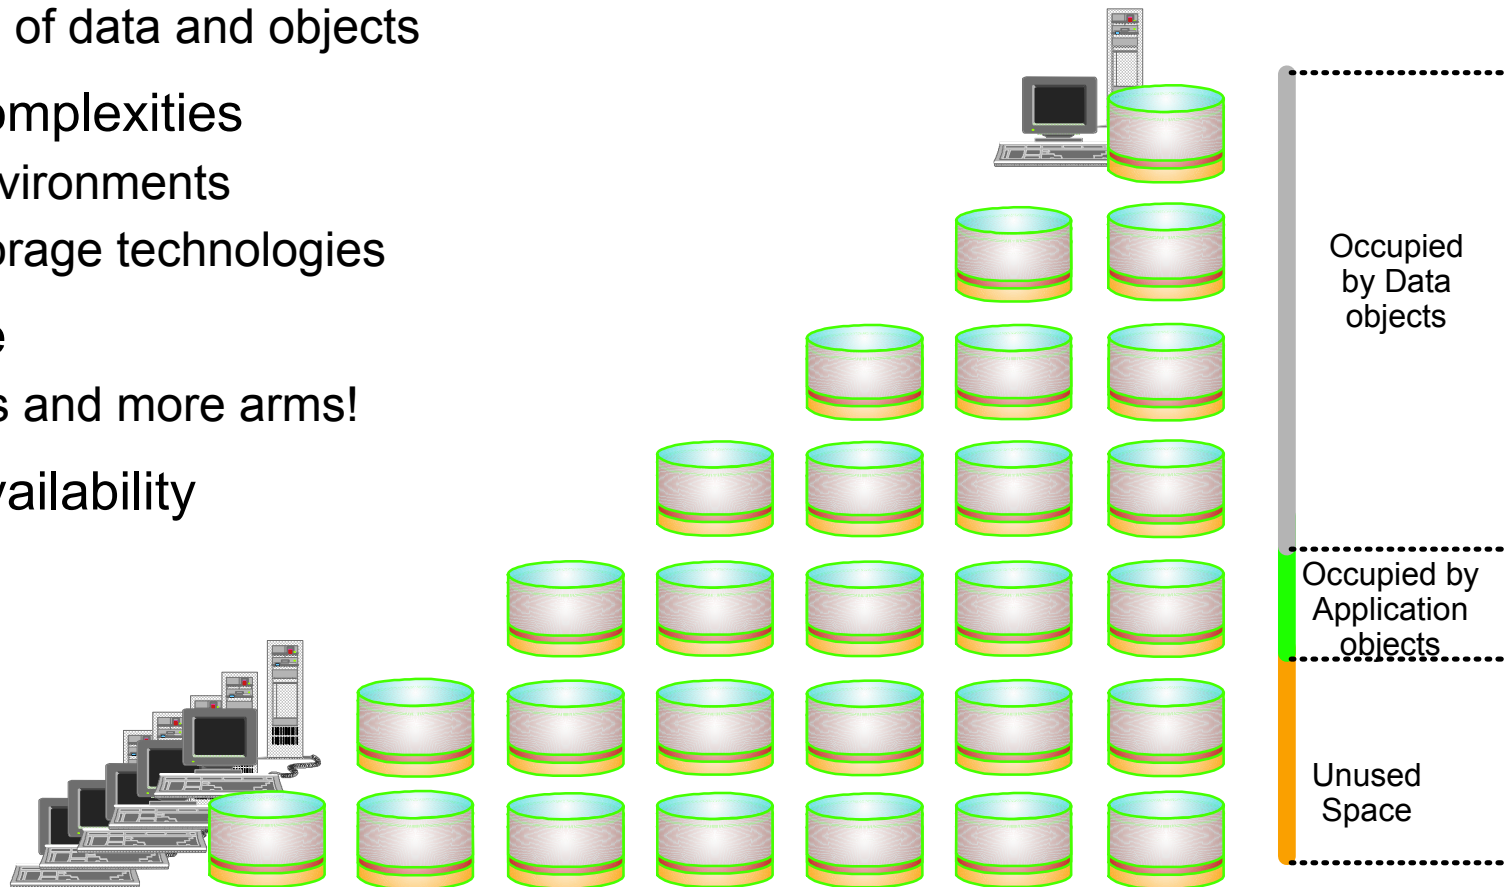 of data and objects
omplexities
vironments
orage technologies
e
s and more arms!
vailability
Occupied
by Data
objects
Occupied by
Application
objects
Unused
Space